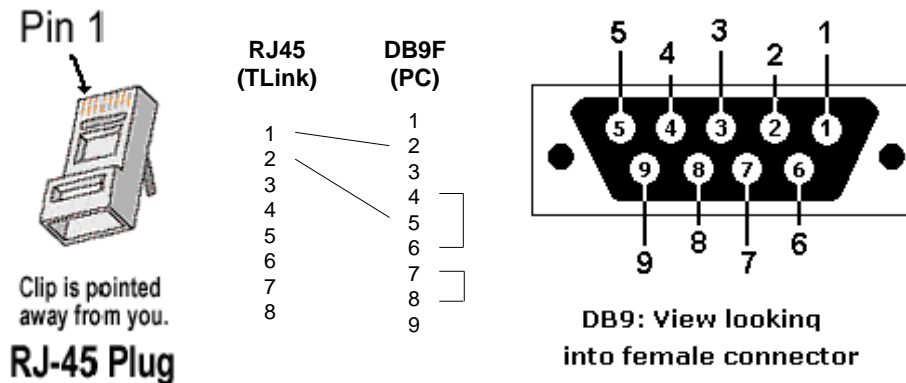 Pin 1
Clip is pointed
away from you.
RJ-45 Plug
RJ45 DB9F
(TLink) (PC)
1 1
2 2
3 3
4 4
5 5
6 6
7 7
8 8
9
5 4 3 2 1
5 4 3 2 1
9 8 7 6
9 8 7 6
DB9: View looking
into female connector